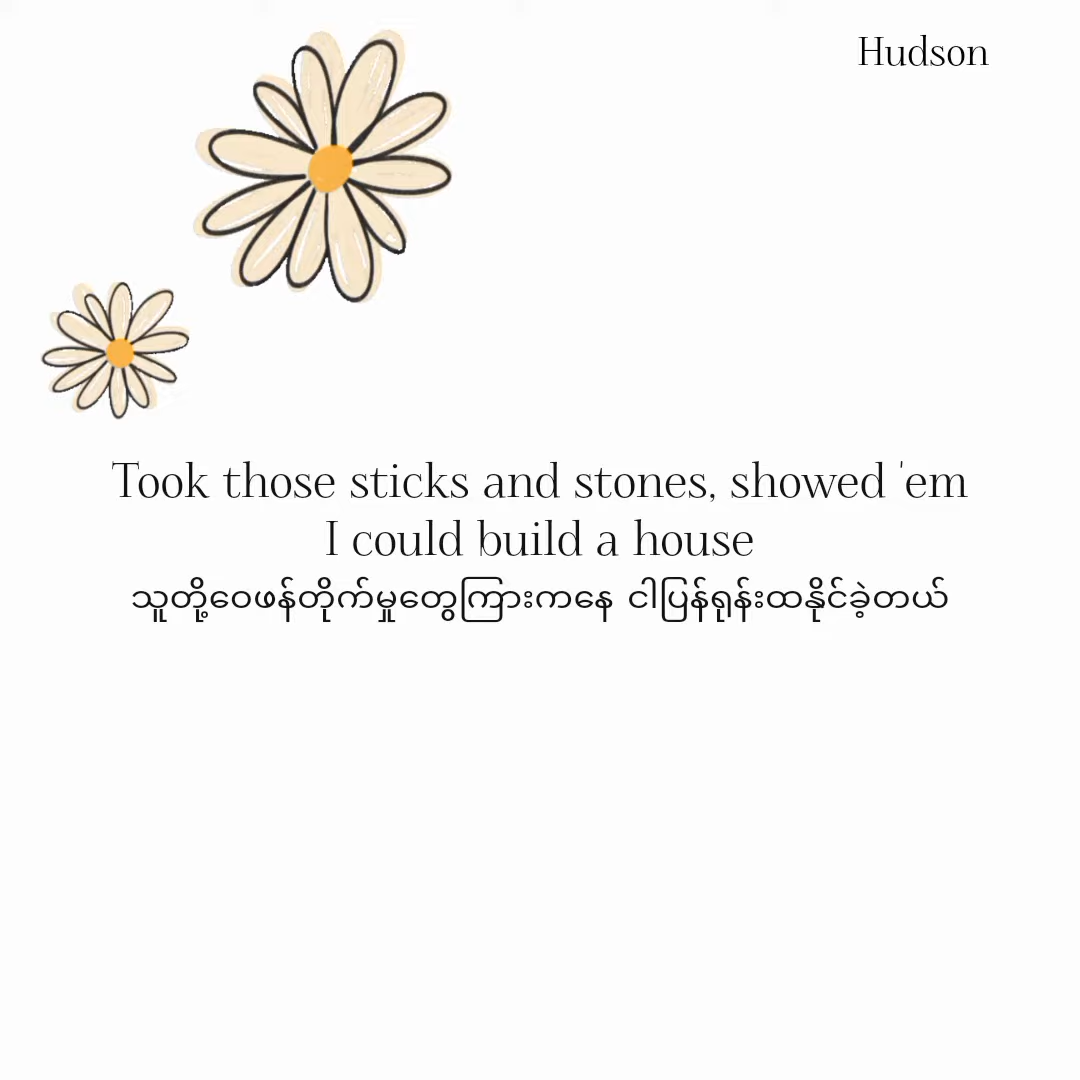 Hudson
Took those sticks and stones, showed 'em
I could build a house
သူတို့ဝေဖန်တိုက်မှုတွေကြားကနေ ငါပြန်ရုန်းထနိုင်ခဲ့တယ်